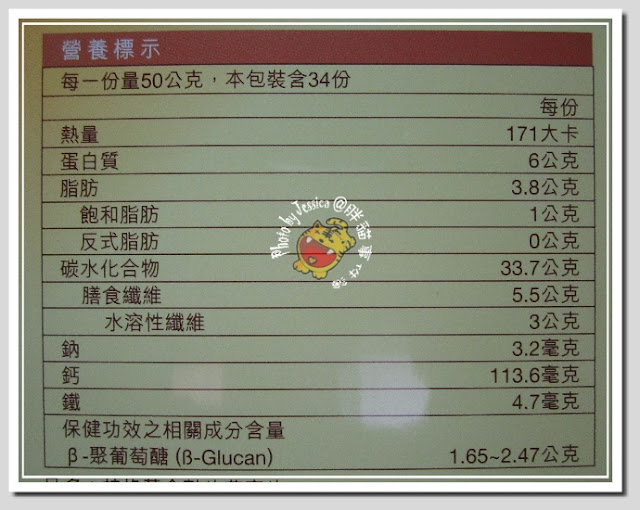 營養標示
每一份量50公克，本包裝含34份
每份
熱量 171大卡
蛋白質 6公克
脂肪 3.8公克
飽和脂肪 1公克
反式脂肪 0公克
碳水化合物 33.7公克
膳食纖維 5.5公克
水溶性纖維 3公克
鈉 3.2毫克
鈣 113.6毫克
鐵 4.7毫克
保健功效之相關成分含量
β-聚葡萄醣 (ß-Glucan) 1.65~2.47公克
Photo by Jessica @胖貓